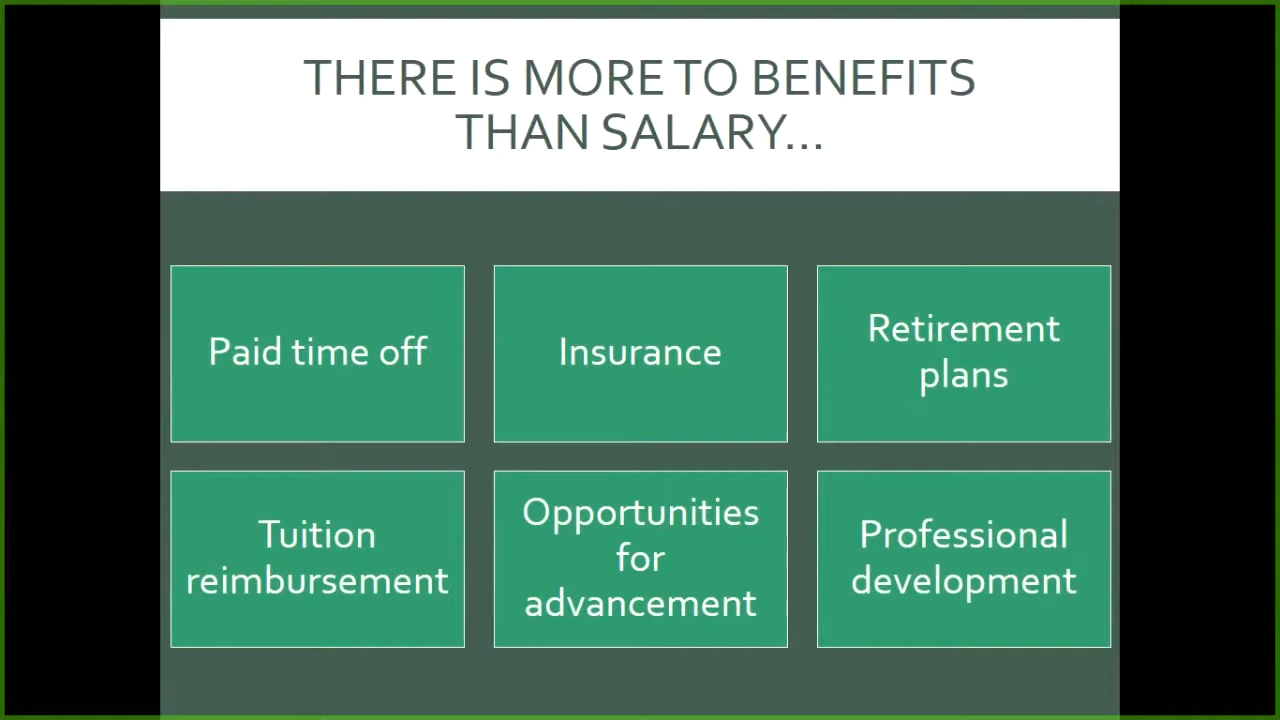 THERE IS MORE TO BENEFITS
THAN SALARY...
Paid time off
Insurance
Retirement
plans
Tuition
reimbursement
Opportunities
for
advancement
Professional
development